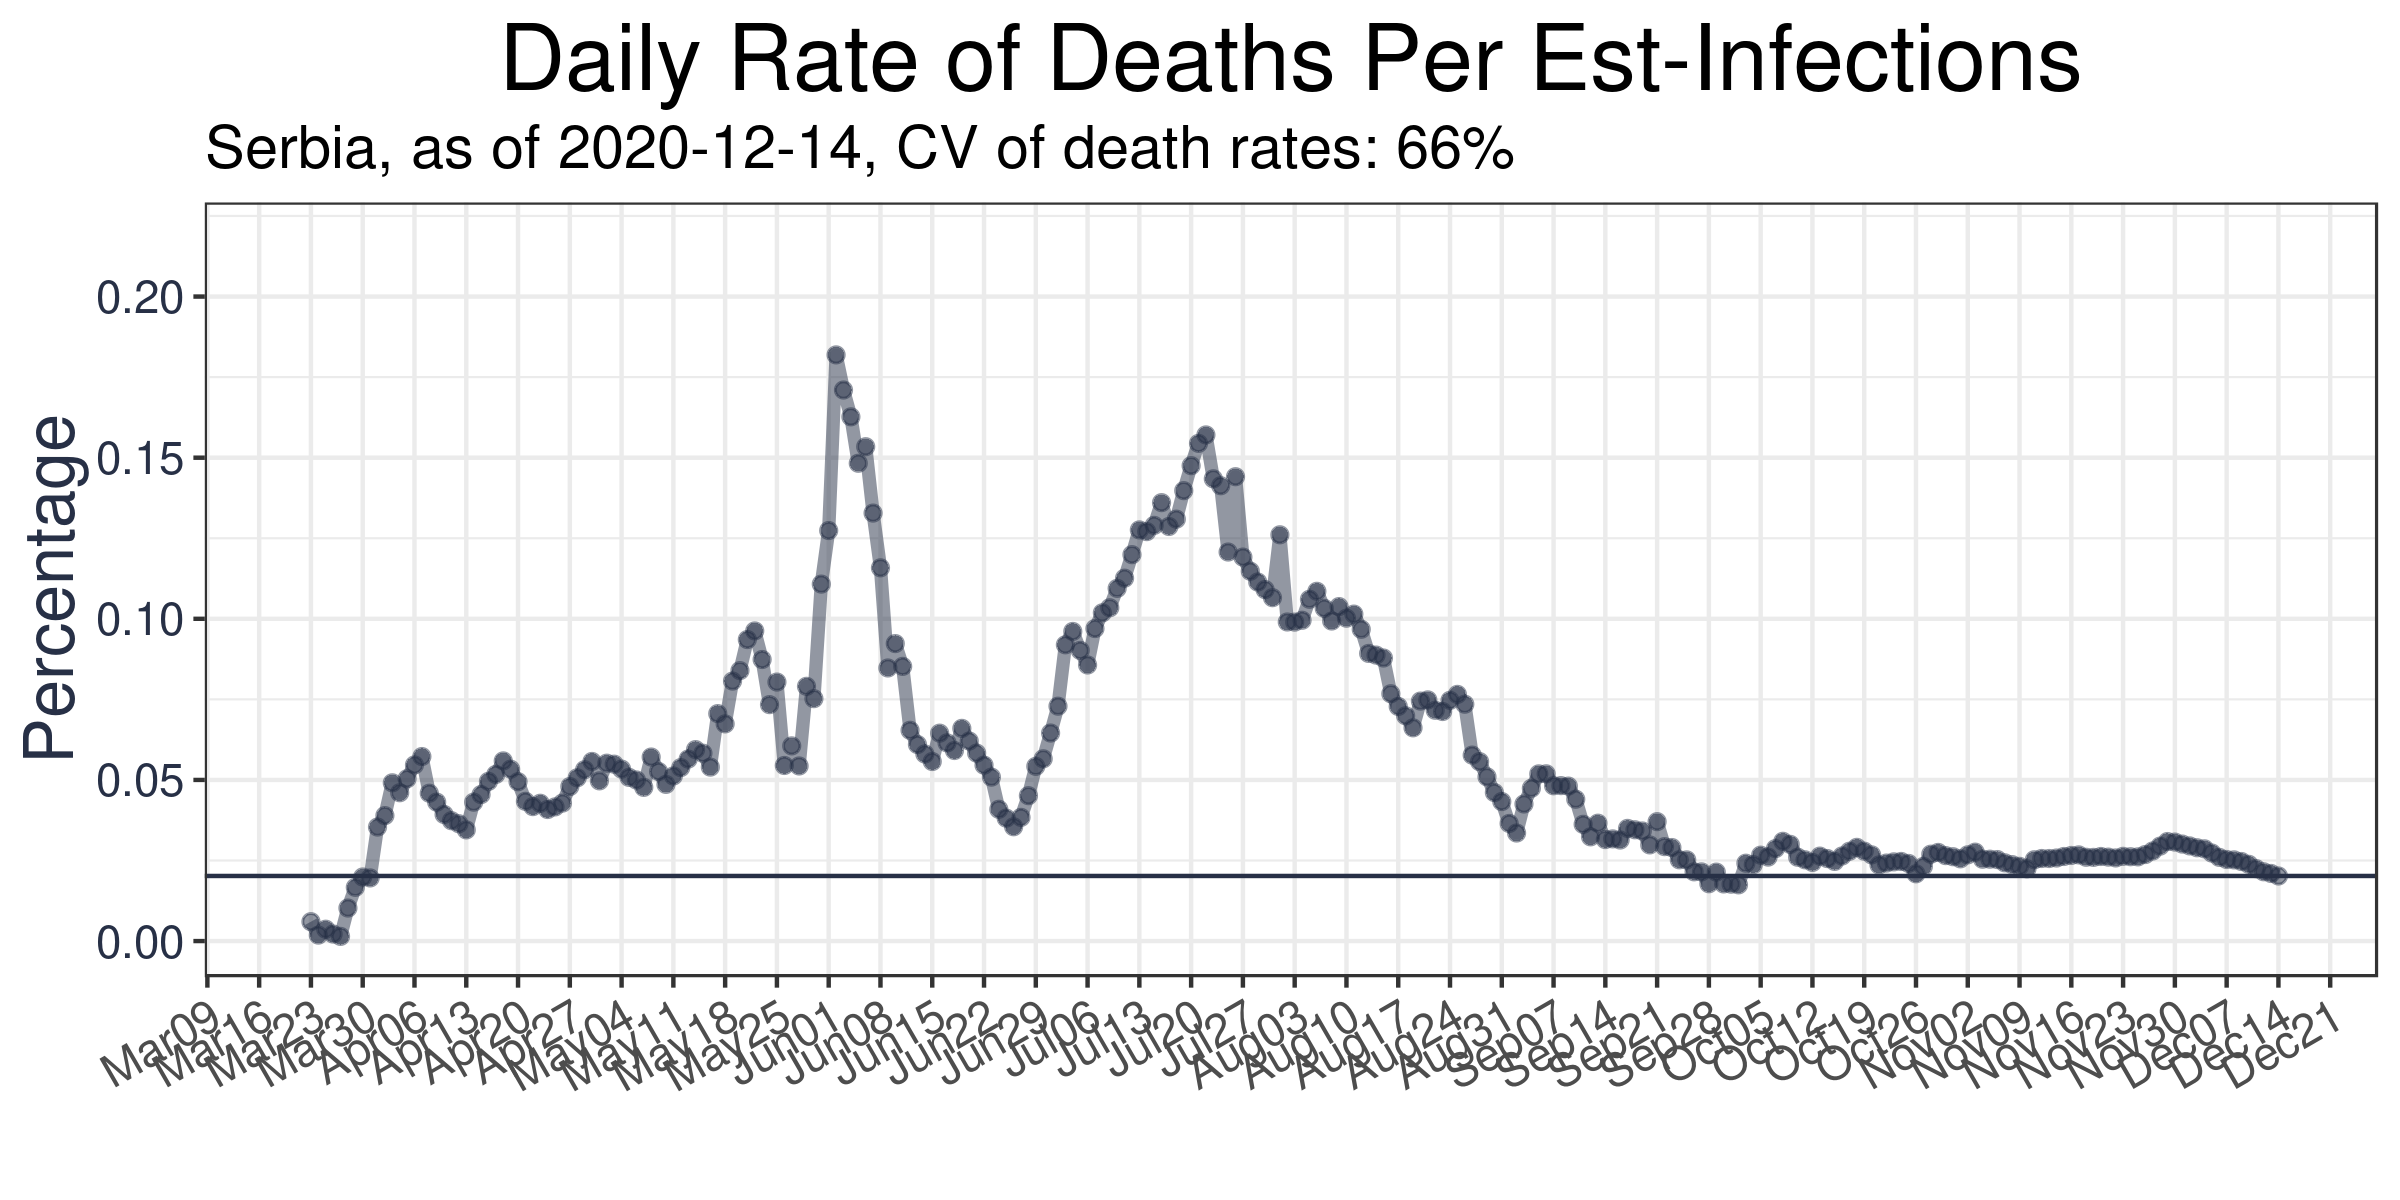 Daily Rate of Deaths Per Est-Infections
Serbia, as of 2020-12-14, CV of death rates: 66%
Percentage
0.20
0.15
0.10
0.05
0.00
Mar09
Mar16
Mar23
Mar30
Apr06
Apr13
Apr20
Apr27
May04
May11
May18
May25
Jun01
Jun08
Jun15
Jun22
Jun29
Jul06
Jul13
Jul20
Jul27
Aug03
Aug10
Aug17
Aug24
Aug31
Sep07
Sep14
Sep21
Sep28
Oct05
Oct12
Oct19
Oct26
Nov02
Nov09
Nov16
Nov23
Nov30
Dec07
Dec14
Dec21